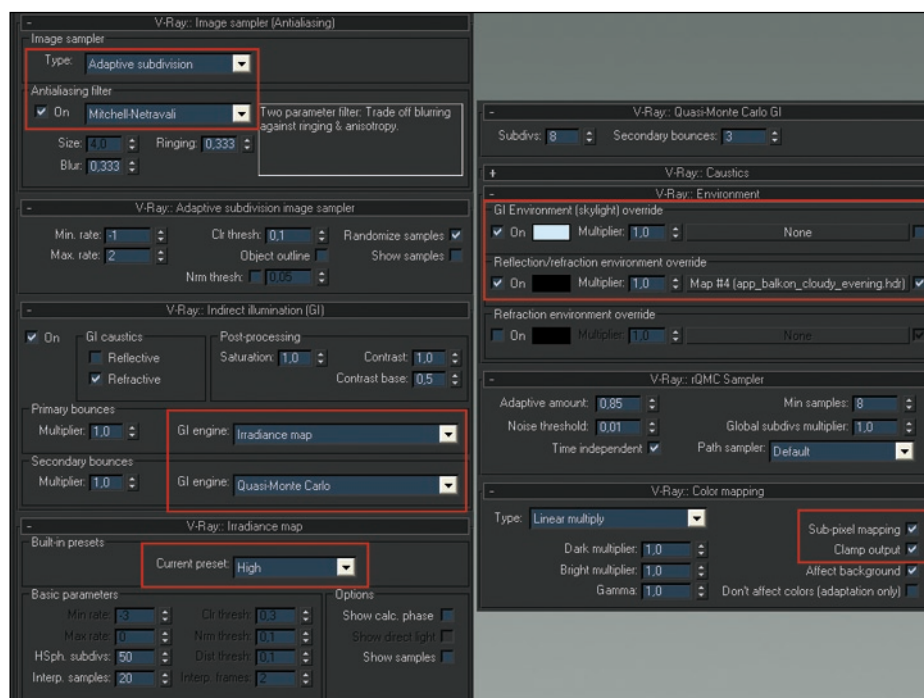 V-Ray:: Image sampler (Antialiasing)
Image sampler
Type: Adaptive subdivision
Antialiasing filter
On Mitchell-Netravali
Two parameter filter: Trade off blurring
against ringing & anisotropy.
Size: 4,0 Ringing: 0,333
Blur: 0,333
V-Ray:: Adaptive subdivision image sampler
Min. rate: -1 Clr thresh: 0,1 Randomize samples
Max. rate: 2 Object outline Show samples
Nrm thresh: 0,05
V-Ray:: Indirect illumination (GI)
On GI caustics Post-processing
Reflective Saturation: 1,0 Contrast: 1,0
Refractive Contrast base: 0,5
Primary bounces
Multiplier: 1,0 GI engine: Irradiance map
Secondary bounces
Multiplier: 1,0 GI engine: Quasi-Monte Carlo
V-Ray:: Irradiance map
Built-in presets
Current preset: High
Basic parameters Options
Min rate: -3 Clr thresh: 0,3 Show calc. phase
Max rate: 0 Nrm thresh: 0,1 Show direct light
HSph. subdivs: 50 Dist thresh: 0,1 Show samples
Interp. samples: 20 Interp. frames: 2
V-Ray:: Quasi-Monte Carlo GI
Subdivs: 8 Secondary bounces: 3
V-Ray:: Caustics
V-Ray:: Environment
GI Environment (skylight) override
On Multiplier: 1,0 None
Reflection/refraction environment override
On Multiplier: 1,0 Map #4 (app_balkon_cloudy_evening.hdr)
Refraction environment override
On Multiplier: 1,0 None
V-Ray:: rQMC Sampler
Adaptive amount: 0,85 Min samples: 8
Noise threshold: 0,01 Global subdivs multiplier: 1,0
Time independent Path sampler: Default
V-Ray:: Color mapping
Type: Linear multiply
Sub-pixel mapping
Dark multiplier: 1,0 Clamp output
Bright multiplier: 1,0 Affect background
Gamma: 1,0 Don't affect colors (adaptation only)